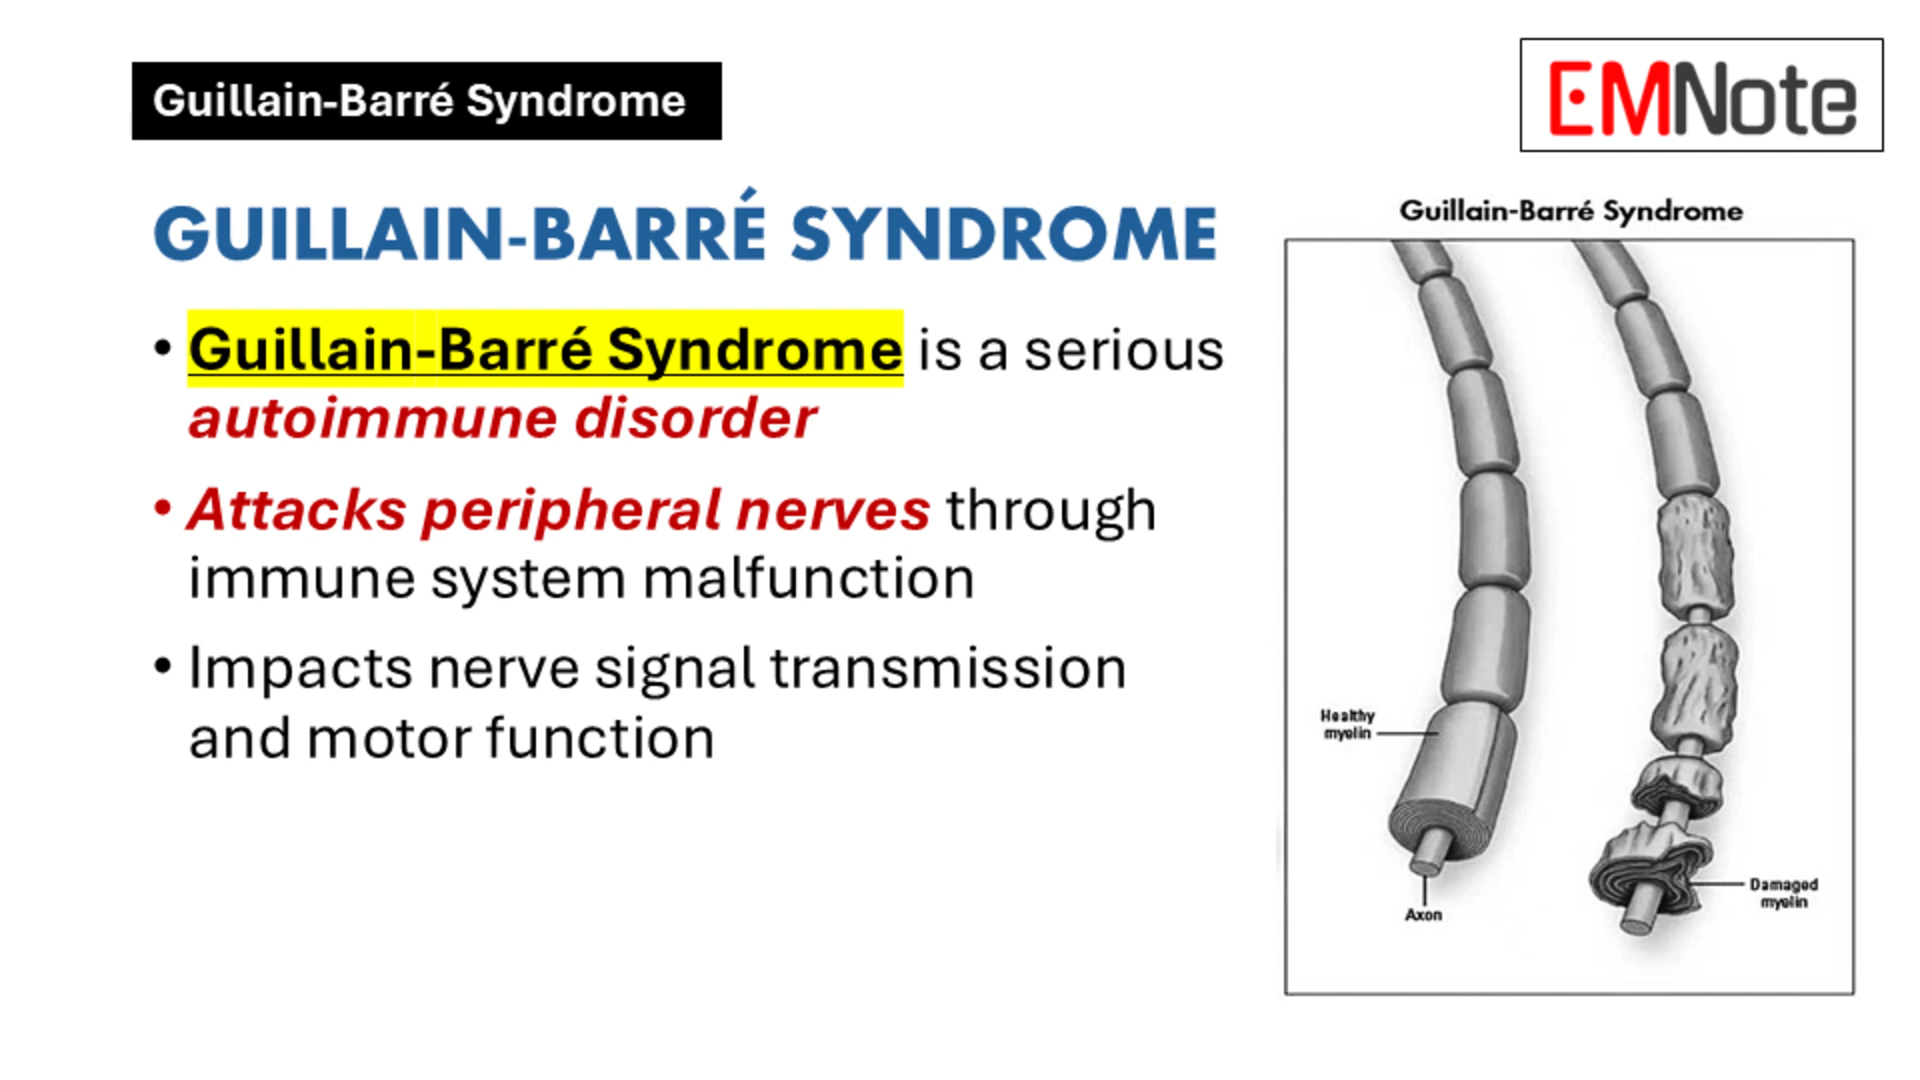 Guillain-Barré Syndrome
EMNote
GUILLAIN-BARRÉ SYNDROME
• Guillain-Barré Syndrome is a serious
autoimmune disorder
• Attacks peripheral nerves through
immune system malfunction
• Impacts nerve signal transmission
and motor function
Guillain-Barré Syndrome
Healthy
myelin
Axon
Damaged
myelin